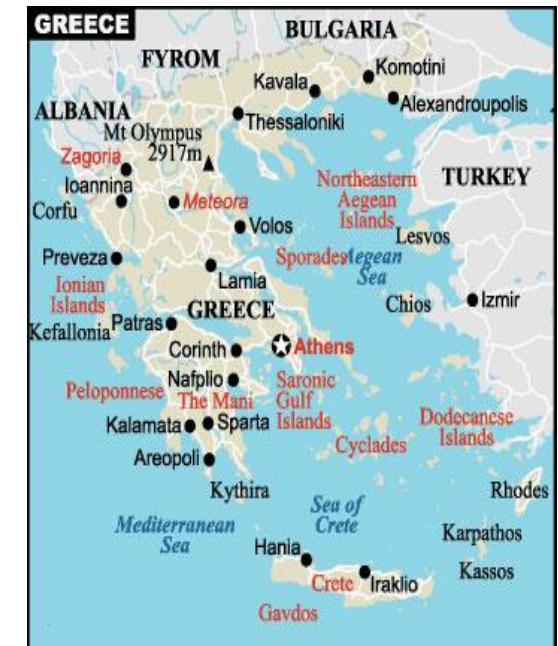 GREECE
BULGARIA
FYROM
Komotini
Kavala
ALBANIA
Alexandroupolis
Thessaloniki
Mt Olympus
2917m
Zagoria
Ioannina
Meteora
Northeastern
Aegean
Islands
TURKEY
Corfu
Volos
Lesvos
Preveza
Sporades
Aegean
Sea
Lamia
Ionian
Islands
GREECE
Chios
Izmir
Kefallonia
Patras
Corinth
Athens
Nafplio
Peloponnese
The Mani
Saronic
Gulf
Islands
Kalamata
Sparta
Dodecanese
Islands
Cyclades
Areopoli
Kythira
Rhodes
Mediterranean
Sea
Sea of
Crete
Karpathos
Hania
Crete
Iraklio
Kassos
Gavdos